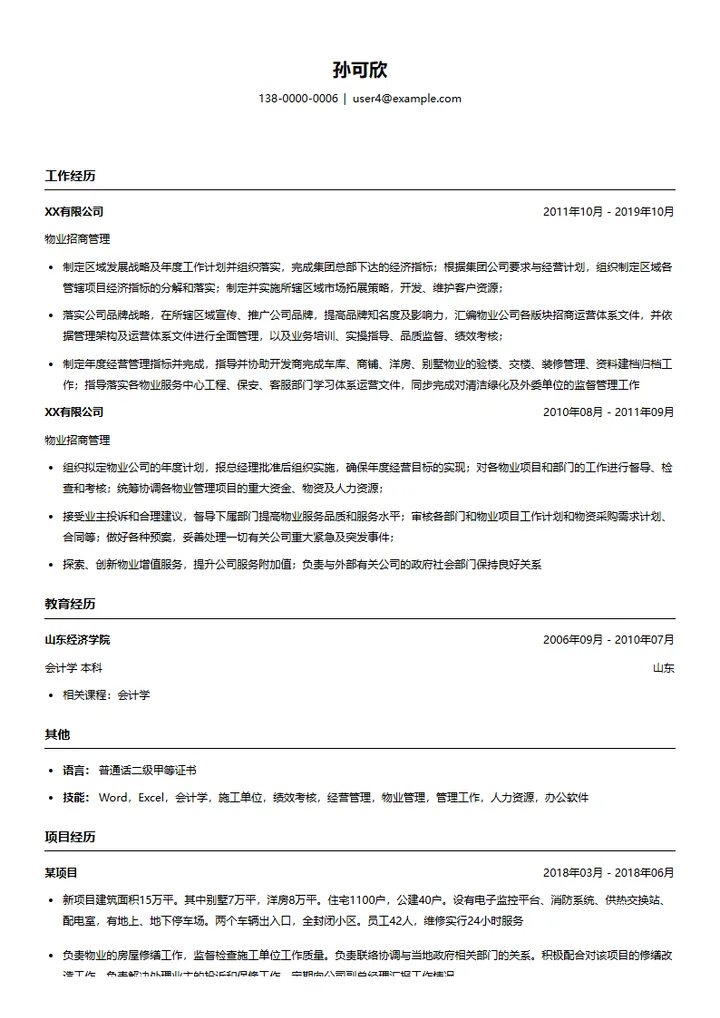 孙可欣
138-0000-0006 | user4@example.com
工作经历
XX有限公司 2011年10月 - 2019年10月
物业招商管理
• 制定区域发展战略及年度工作计划并组织落实，完成集团总部下达的经济指标；根据集团公司要求与经营计划，组织制定区域各
管辖项目经济指标的分解和落实；制定并实施所辖区域市场拓展策略，开发、维护客户资源；
• 落实公司品牌战略，在所辖区域宣传、推广公司品牌，提高品牌知名度及影响力，汇编物业公司各版块招商运营体系文件，并依
据管理架构及运营体系文件进行全面管理，以及业务培训、实操指导、品质监督、绩效考核；
• 制定年度经营管理指标并完成，指导并协助开发商完成车库、商铺、洋房、别墅物业的验楼、交楼、装修管理、资料建档归档工
作；指导落实各物业服务中心工程、保安、客服部门学习体系运营文件，同步完成对清洁绿化及外委单位的监督管理工作
XX有限公司 2010年08月 - 2011年09月
物业招商管理
• 组织拟定物业公司的年度计划，报总经理批准后组织实施，确保年度经营目标的实现；对各物业项目和部门的工作进行督导、检
查和考核；统筹协调各物业管理项目的重大资金、物资及人力资源；
• 接受业主投诉和合理建议，督导下属部门提高物业服务品质和服务水平；审核各部门和物业项目工作计划和物资采购需求计划、
合同等；做好各种预案，妥善处理一切有关公司重大紧急及突发事件；
• 探索、创新物业增值服务，提升公司服务附加值；负责与外部有关公司的政府社会部门保持良好关系
教育经历
山东经济学院 2006年09月 - 2010年07月
会计学 本科 山东
• 相关课程：会计学
其他
• 语言： 普通话二级甲等证书
• 技能： Word，Excel，会计学，施工单位，绩效考核，经营管理，物业管理，管理工作，人力资源，办公软件
项目经历
某项目 2018年03月 - 2018年06月
• 新项目建筑面积15万平。其中别墅7万平，洋房8万平。住宅1100户，公建40户。设有电子监控平台、消防系统、供热交换站、
配电室，有地上、地下停车场。两个车辆出入口，全封闭小区。员工42人，维修实行24小时服务
• 负责物业的房屋修缮工作，监督检查施工单位工作质量。负责联络协调与当地政府相关部门的关系。积极配合对该项目的修缮改
造工作，负责解决处理业主的投诉和保修工作，定期向公司副总经理汇报工作情况